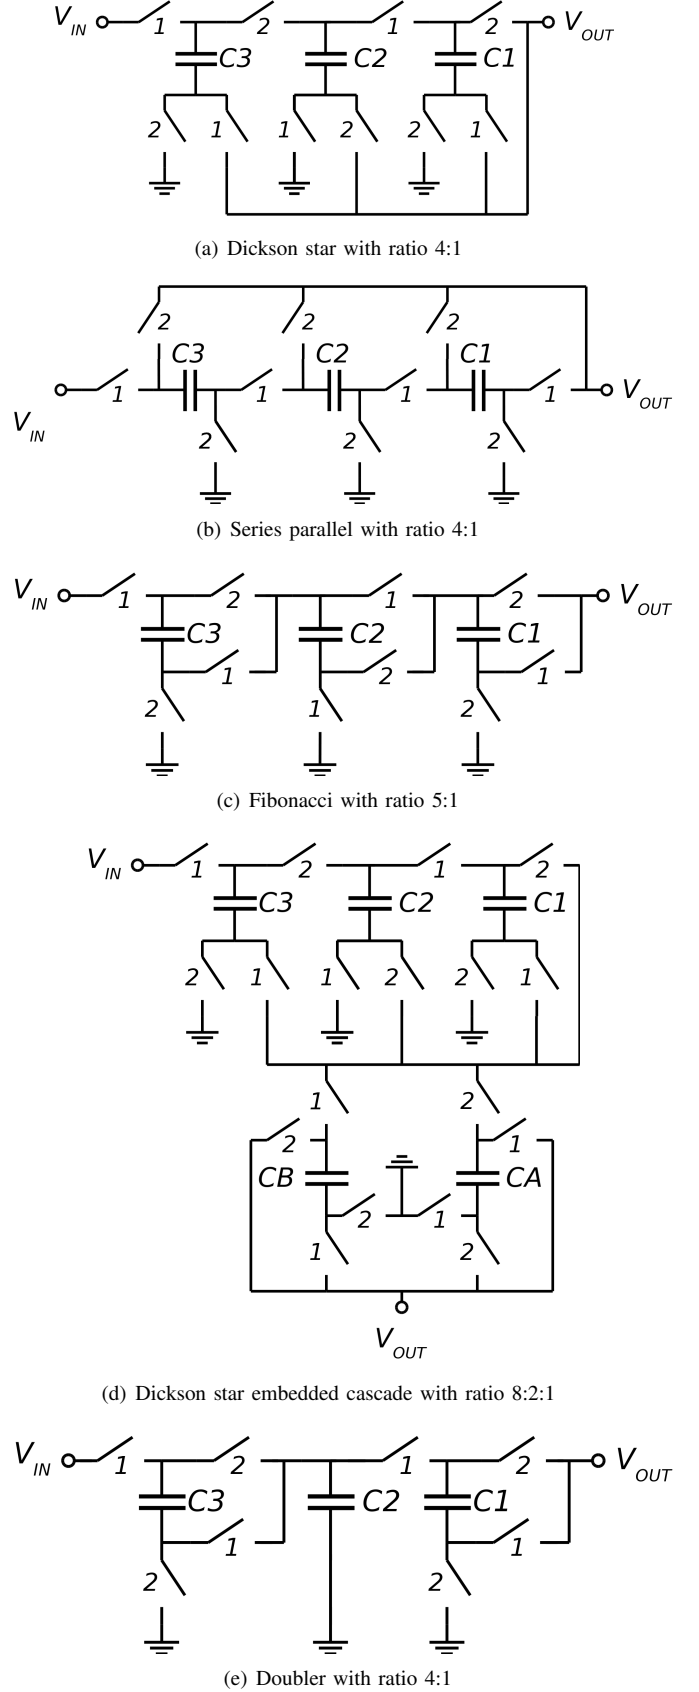 V_IN 1 2 1 2 V_OUT
C3 C2 C1
2 1 1 2 2 1
(a) Dickson star with ratio 4:1
2 2 2
C3 C2 C1
V_IN 1 1 1 1 V_OUT
2 2 2
(b) Series parallel with ratio 4:1
V_IN 1 2 1 2 V_OUT
C3 C2 C1
1 2 1
2 1 2
(c) Fibonacci with ratio 5:1
V_IN 1 2 1 2
C3 C2 C1
2 1 1 2 2 1
1 2
2 1
CB CA
2 1
1 2
V_OUT
(d) Dickson star embedded cascade with ratio 8:2:1
V_IN 1 2 1 2 V_OUT
C3 C2 C1
1 1
2 2
(e) Doubler with ratio 4:1